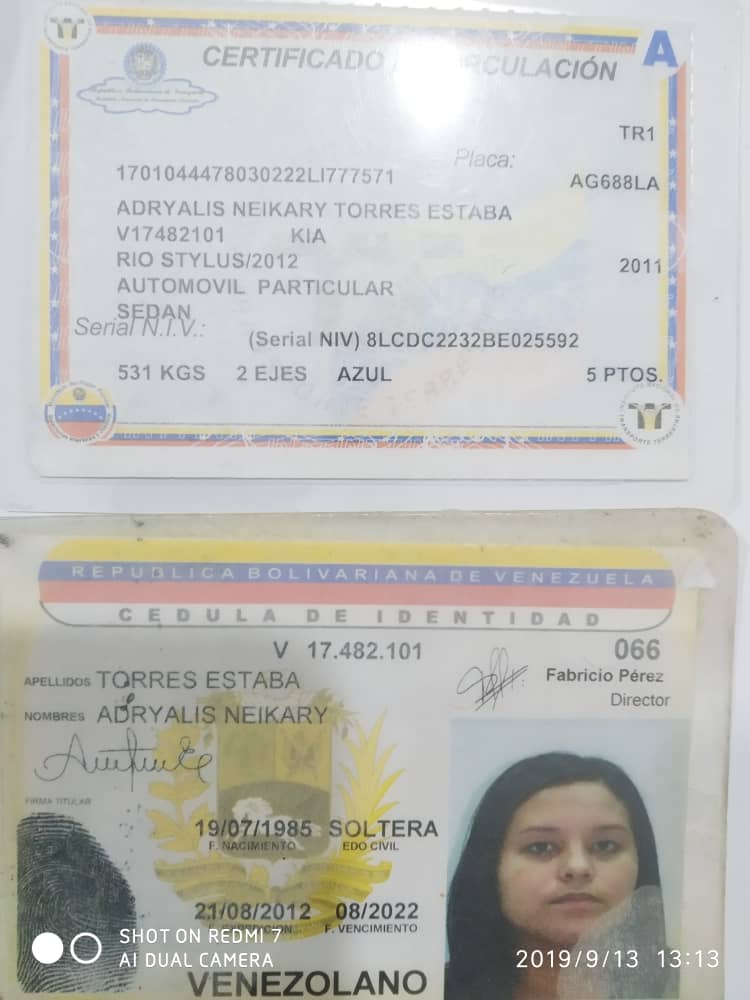 CERTIFICADO CULACIÓN A
TR1
Placa:
1701044478030222LI777571 AG688LA
ADRYALIS NEIKARY TORRES ESTABA
V17482101 KIA
RIO STYLUS/2012 2011
AUTOMOVIL PARTICULAR
SEDAN
Serial N.I.V.: (Serial NIV) 8LCDC2232BE025592
531 KGS 2 EJES AZUL 5 PTOS.
REPUBLICA BOLIVARIANA DE VENEZUELA
CEDULA DE IDENTIDAD
V 17.482.101 066
Fabricio Pérez
Director
APELLIDOS TORRES ESTABA
NOMBRES ADRYALIS NEIKARY
FIRMA TITULAR
19/07/1985 SOLTERA
F. NACIMIENTO EDO CIVIL
21/08/2012 08/2022
F. VENCIMIENTO
VENEZOLANO
SHOT ON REDMI 7
AI DUAL CAMERA
2019/9/13 13:13